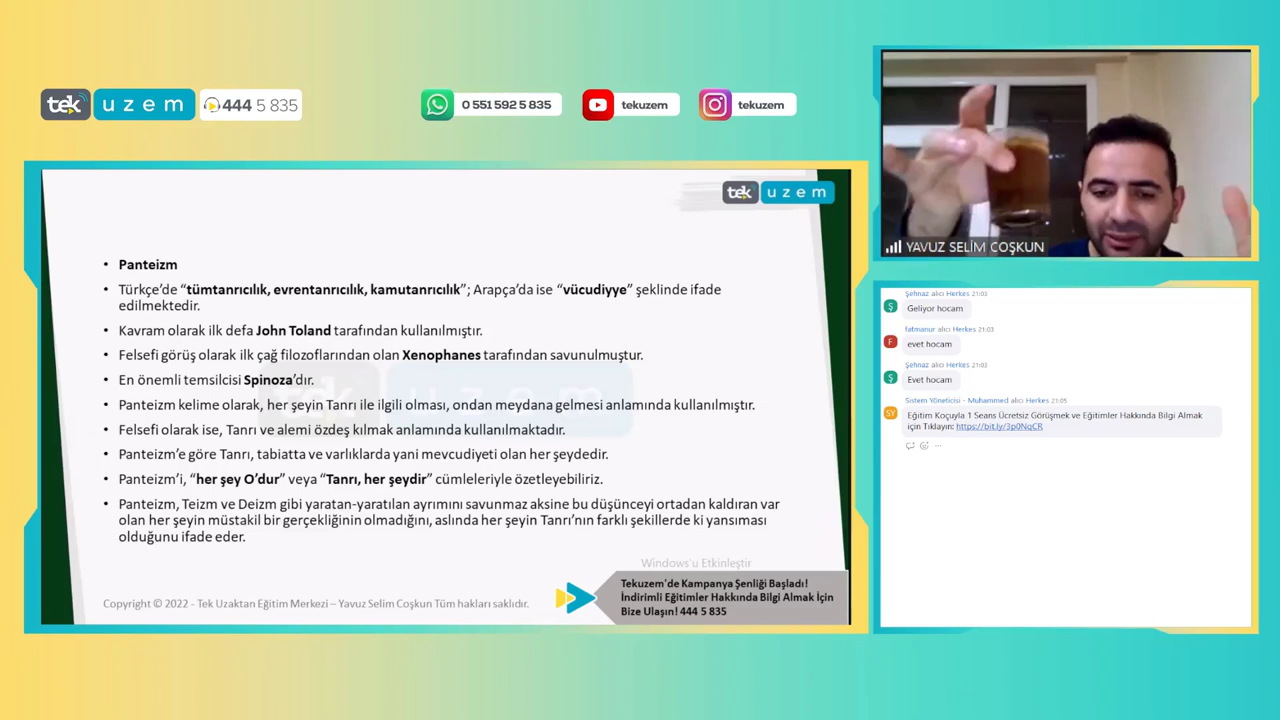 tek uzem 444 5 835
0 551 592 5 835
tekuzem
tekuzem
tek uzem
• Panteizm
• Türkçe’de “tümtanrıcılık, evrentanrıcılık, kamutanrıcılık”; Arapça’da ise “vücudiyye” şeklinde ifade
edilmektedir.
• Kavram olarak ilk defa John Toland tarafından kullanılmıştır.
• Felsefi görüş olarak ilk çağ filozoflarından olan Xenophanes tarafından savunulmuştur.
• En önemli temsilcisi Spinoza’dır.
• Panteizm kelime olarak, her şeyin Tanrı ile ilgili olması, ondan meydana gelmesi anlamında kullanılmıştır.
• Felsefi olarak ise, Tanrı ve alemi özdeş kılmak anlamında kullanılmaktadır.
• Panteizm’e göre Tanrı, tabiatta ve varlıklarda yani mevcudiyeti olan her şeydedir.
• Panteizm’i, “her şey O’dur” veya “Tanrı, her şeydir” cümleleriyle özetleyebiliriz.
• Panteizm, Teizm ve Deizm gibi yaratan-yaratılan ayrımını savunmaz aksine bu düşünceyi ortadan kaldıran var
olan her şeyin müstakil bir gerçekliğinin olmadığını, aslında her şeyin Tanrı’nın farklı şekillerde ki yansıması
olduğunu ifade eder.
Windows'u Etkinleştir
Copyright © 2022 - Tek Uzaktan Eğitim Merkezi – Yavuz Selim Coşkun Tüm hakları saklıdır.
Tekuzem'de Kampanya Şenliği Başladı!
İndirimli Eğitimler Hakkında Bilgi Almak İçin
Bize Ulaşın! 444 5 835
YAVUZ SELİM COŞKUN
Şehnaz alıcı Herkes 21:03
Ş Geliyor hocam
fatmanur alıcı Herkes 21:03
F evet hocam
Şehnaz alıcı Herkes 21:03
Ş Evet hocam
Sistem Yöneticisi - Muhammed alıcı Herkes 21:05
SY Eğitim Koçuyla 1 Seans Ücretsiz Görüşmek ve Eğitimler Hakkında Bilgi Almak
için Tıklayın: https://bit.ly/3p0NqCR